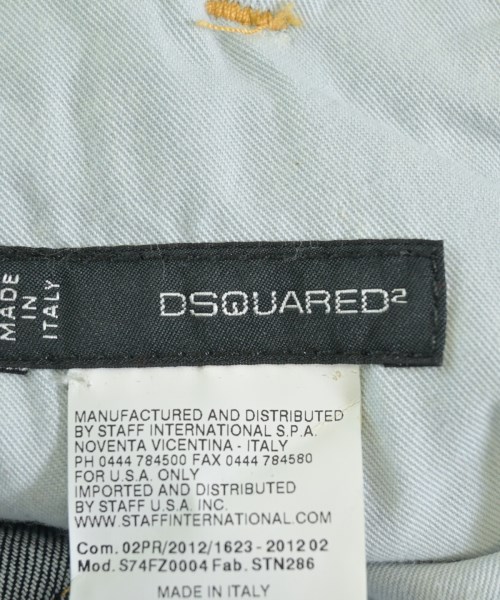 MADE
IN
ITALY
DSQUARED²
MANUFACTURED AND DISTRIBUTED
BY STAFF INTERNATIONAL S.P.A.
NOVENTA VICENTINA - ITALY
PH 0444 784500 FAX 0444 784580
FOR U.S.A. ONLY
IMPORTED AND DISTRIBUTED
BY STAFF U.S.A. INC.
WWW.STAFFINTERNATIONAL.COM
Com. 02PR/2012/1623 - 2012 02
Mod. S74FZ0004 Fab. STN286
MADE IN ITALY